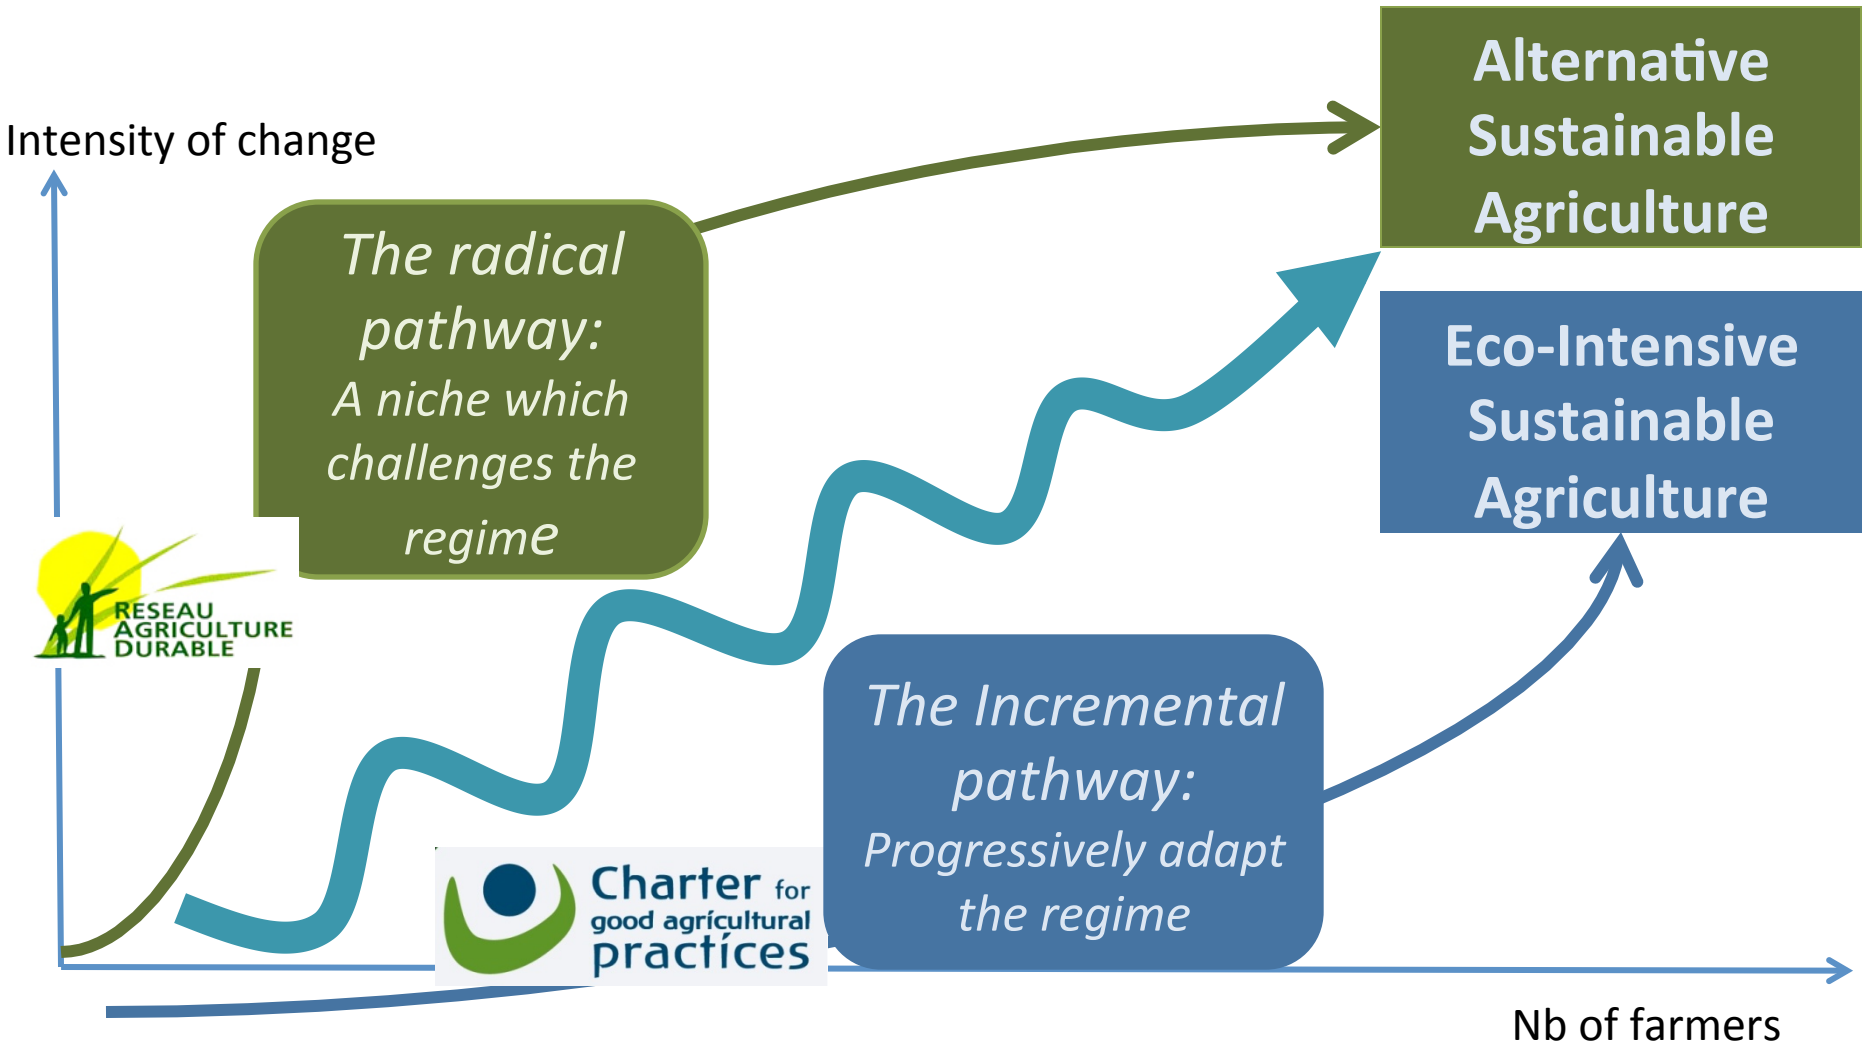 Alternative
Sustainable
Agriculture
Intensity of change
The radical
pathway:
A niche which
challenges the
regime
Eco-Intensive
Sustainable
Agriculture
RESEAU
AGRICULTURE
DURABLE
The Incremental
pathway:
Progressively adapt
the regime
Charter for
good agricultural
practices
Nb of farmers